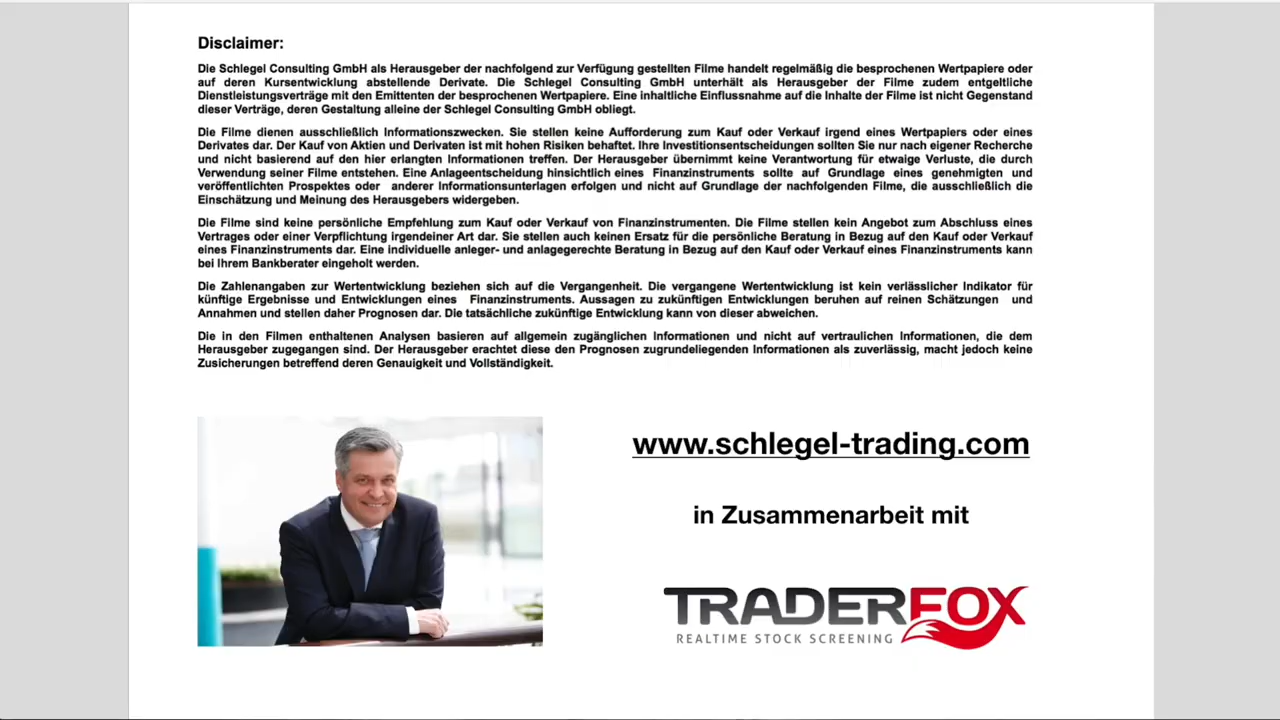 Disclaimer:
Die Schlegel Consulting GmbH als Herausgeber der nachfolgend zur Verfügung gestellten Filme handelt regelmäßig die besprochenen Wertpapiere oder
auf deren Kursentwicklung abstellende Derivate. Die Schlegel Consulting GmbH unterhält als Herausgeber der Filme zudem entgeltliche
Dienstleistungsverträge mit den Emittenten der besprochenen Wertpapiere. Eine inhaltliche Einflussnahme auf die Inhalte der Filme ist nicht Gegenstand
dieser Verträge, deren Gestaltung alleine der Schlegel Consulting GmbH obliegt.
Die Filme dienen ausschließlich Informationszwecken. Sie stellen keine Aufforderung zum Kauf oder Verkauf irgend eines Wertpapiers oder eines
Derivates dar. Der Kauf von Aktien und Derivaten ist mit hohen Risiken behaftet. Ihre Investitionsentscheidungen sollten Sie nur nach eigener Recherche
und nicht basierend auf den hier erlangten Informationen treffen. Der Herausgeber übernimmt keine Verantwortung für etwaige Verluste, die durch
Verwendung seiner Filme entstehen. Eine Anlageentscheidung hinsichtlich eines Finanzinstruments sollte auf Grundlage eines genehmigten und
veröffentlichten Prospektes oder anderer Informationsunterlagen erfolgen und nicht auf Grundlage der nachfolgenden Filme, die ausschließlich die
Einschätzung und Meinung des Herausgebers widergeben.
Die Filme sind keine persönliche Empfehlung zum Kauf oder Verkauf von Finanzinstrumenten. Die Filme stellen kein Angebot zum Abschluss eines
Vertrages oder einer Verpflichtung irgendeiner Art dar. Sie stellen auch keinen Ersatz für die persönliche Beratung in Bezug auf den Kauf oder Verkauf
eines Finanzinstruments dar. Eine individuelle anleger- und anlagegerechte Beratung in Bezug auf den Kauf oder Verkauf eines Finanzinstruments kann
bei Ihrem Bankberater eingeholt werden.
Die Zahlenangaben zur Wertentwicklung beziehen sich auf die Vergangenheit. Die vergangene Wertentwicklung ist kein verlässlicher Indikator für
künftige Ergebnisse und Entwicklungen eines Finanzinstruments. Aussagen zu zukünftigen Entwicklungen beruhen auf reinen Schätzungen und
Annahmen und stellen daher Prognosen dar. Die tatsächliche zukünftige Entwicklung kann von dieser abweichen.
Die in den Filmen enthaltenen Analysen basieren auf allgemein zugänglichen Informationen und nicht auf vertraulichen Informationen, die dem
Herausgeber zugegangen sind. Der Herausgeber erachtet diese den Prognosen zugrundeliegenden Informationen als zuverlässig, macht jedoch keine
Zusicherungen betreffend deren Genauigkeit und Vollständigkeit.
www.schlegel-trading.com
in Zusammenarbeit mit
TRADERFOX
REALTIME STOCK SCREENING